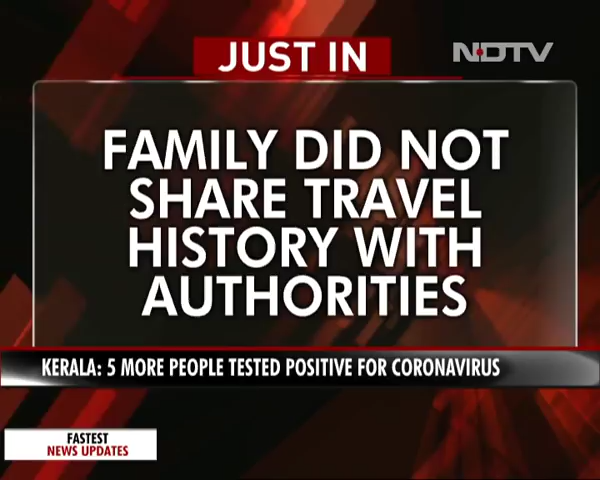 JUST IN
NDTV
FAMILY DID NOT
SHARE TRAVEL
HISTORY WITH
AUTHORITIES
KERALA: 5 MORE PEOPLE TESTED POSITIVE FOR CORONAVIRUS
FASTEST
NEWS UPDATES